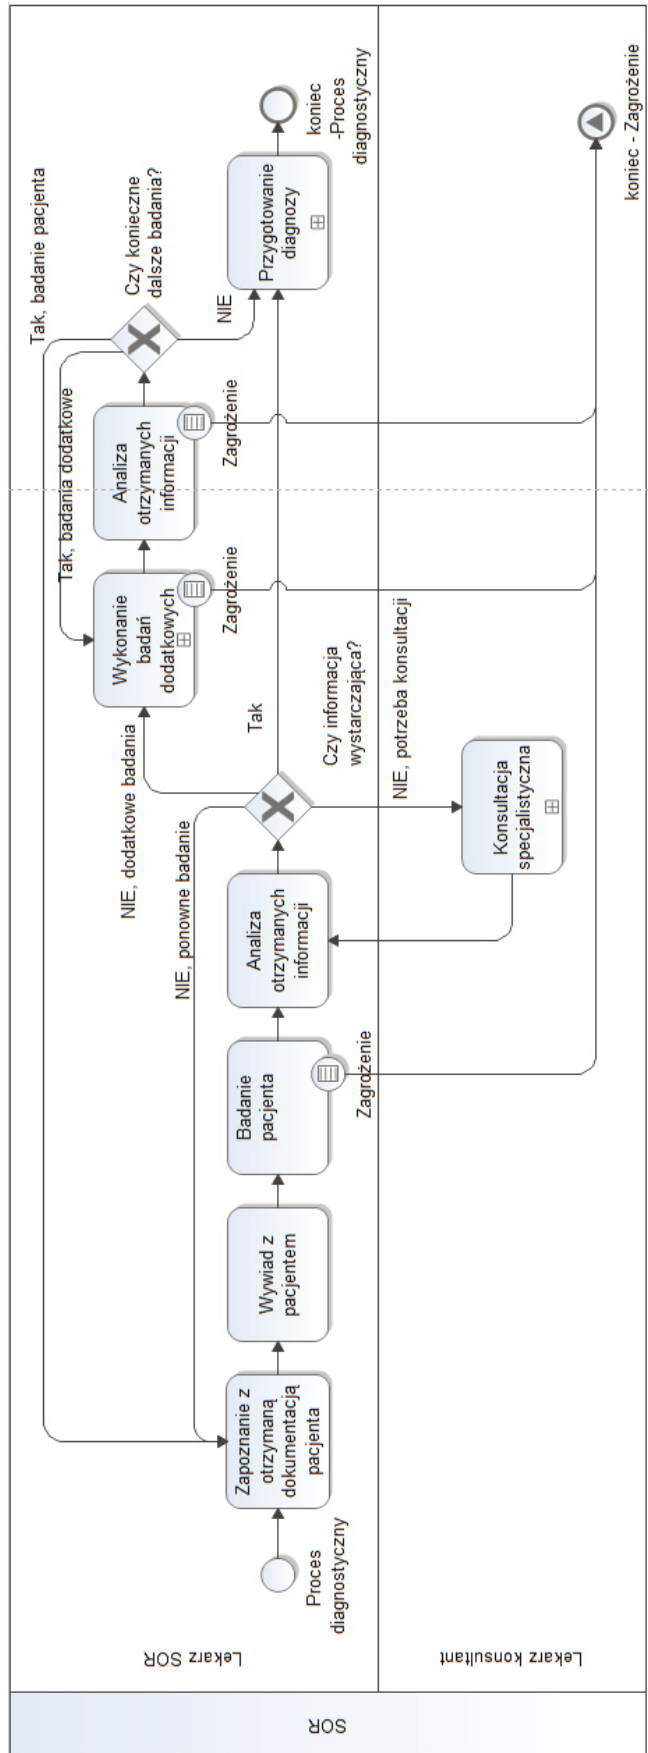 SOR
Lekarz SOR
Lekarz konsultant
Proces
diagnostyczny
Zapoznanie z
otrzymaną
dokumentacją
pacjenta
Wywiad z
pacjentem
Badanie
pacjenta
Zagrożenie
Analiza
otrzymanych
informacji
NIE, ponowne badanie
NIE, dodatkowe badania
Tak
Czy informacja
wystarczająca?
NIE, potrzeba konsultacji
Konsultacja
specjalistyczna
Wykonanie
badań
dodatkowych
Zagrożenie
Tak, badania dodatkowe
Analiza
otrzymanych
informacji
Zagrożenie
Tak, badanie pacjenta
Czy konieczne
dalsze badania?
NIE
Przygotowanie
diagnozy
koniec
-Proces
diagnostyczny
koniec - Zagrożenie